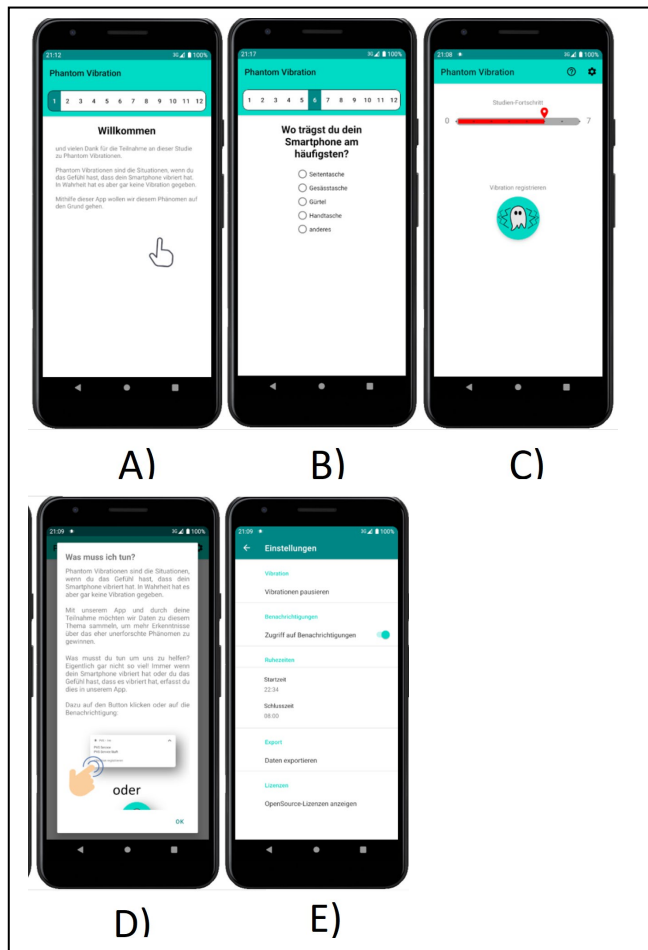 21:12 3G 100%
Phantom Vibration
1 2 3 4 5 6 7 8 9 10 11 12
Willkommen
und vielen Dank für die Teilnahme an dieser Studie
zu Phantom Vibrationen.
Phantom Vibrationen sind die Situationen, wenn du
das Gefühl hast, dass dein Smartphone vibriert hat.
In Wahrheit hat es aber gar keine Vibration gegeben.
Mithilfe dieser App wollen wir diesem Phänomen auf
den Grund gehen.
A)
21:17 3G 100%
Phantom Vibration
1 2 3 4 5 6 7 8 9 10 11 12
Wo trägst du dein
Smartphone am
häufigsten?
Seitentasche
Gesässtasche
Gürtel
Handtasche
anderes
B)
21:08 3G 100%
Phantom Vibration
Studien-Fortschritt
0 7
Vibration registrieren
C)
21:09 3G 100%
Was muss ich tun?
Phantom Vibrationen sind die Situationen,
wenn du das Gefühl hast, dass dein
Smartphone vibriert hat. In Wahrheit hat es
aber gar keine Vibration gegeben.
Mit unserem App und durch deine
Teilnahme möchten wir Daten zu diesem
Thema sammeln, um mehr Erkenntnisse
über das eher unerforschte Phänomen zu
gewinnen.
Was musst du tun um uns zu helfen?
Eigentlich gar nicht so viel! Immer wenn
dein Smartphone vibriert hat oder du das
Gefühl hast, dass es vibriert hat, erfasst du
dies in unserem App.
Dazu auf den Button klicken oder auf die
Benachrichtigung:
oder
OK
D)
21:09 3G 100%
Einstellungen
Vibration
Vibrationen pausieren
Benachrichtigungen
Zugriff auf Benachrichtigungen
Ruhezeiten
Startzeit
22:34
Schlusszeit
08:00
Export
Daten exportieren
Lizenzen
OpenSource-Lizenzen anzeigen
E)